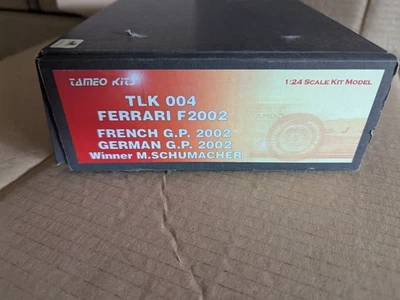 TAMEO KITS
1:24 Scale Kit Model
TLK 004
FERRARI F2002
FRENCH G.P. 2002
GERMAN G.P. 2002
Winner M.SCHUMACHER